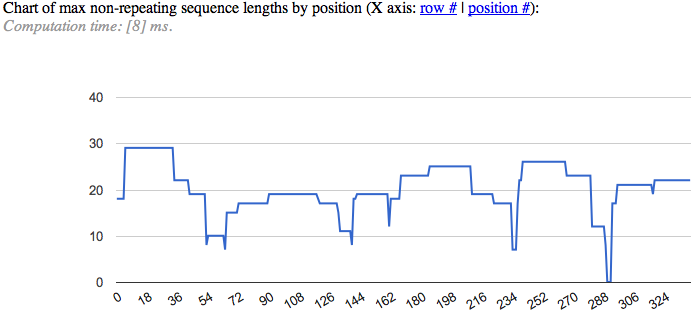 Chart of max non-repeating sequence lengths by position (X axis: row # | position #):
Computation time: [8] ms.
40
30
20
10
0
0 18 36 54 72 90 108 126 144 162 180 198 216 234 252 270 288 306 324